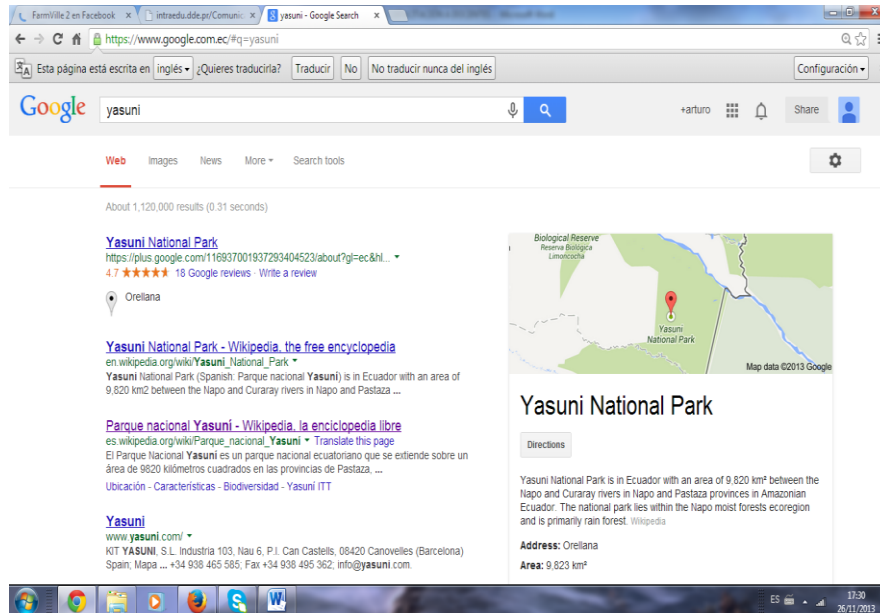 FarmVille 2 en Facebook
intraedu.dde.pr/Comunic
yasuni - Google Search
https://www.google.com.ec/#q=yasuni
Esta página está escrita en inglés ¿Quieres traducirla? Traducir No No traducir nunca del inglés Configuración
Google yasuni +arturo Share
Web Images News More Search tools
About 1,120,000 results (0.31 seconds)
Yasuni National Park
https://plus.google.com/116937001937293404523/about?gl=ec&hl...
4.7 18 Google reviews · Write a review
Orellana
Yasuni National Park - Wikipedia, the free encyclopedia
en.wikipedia.org/wiki/Yasuni_National_Park
Yasuni National Park (Spanish: Parque nacional Yasuní) is in Ecuador with an area of
9,820 km2 between the Napo and Curaray rivers in Napo and Pastaza ...
Parque nacional Yasuní - Wikipedia, la enciclopedia libre
es.wikipedia.org/wiki/Parque_nacional_Yasuní Translate this page
El Parque Nacional Yasuní es un parque nacional ecuatoriano que se extiende sobre un
área de 9820 kilómetros cuadrados en las provincias de Pastaza, ...
Ubicación - Características - Biodiversidad - Yasuní ITT
Yasuni
www.yasuni.com/
KIT YASUNI, S.L. Industria 103, Nau 6, P.I. Can Castells, 08420 Canovelles (Barcelona)
Spain; Mapa ... +34 938 465 585; Fax +34 938 495 362; info@yasuni.com.
Biological Reserve
Reserva Biológica
Limoncocha
Yasuni
National Park
Map data ©2013 Google
Yasuni National Park
Directions
Yasuni National Park is in Ecuador with an area of 9,820 km² between the
Napo and Curaray rivers in Napo and Pastaza provinces in Amazonian
Ecuador. The national park lies within the Napo moist forests ecoregion
and is primarily rain forest. Wikipedia
Address: Orellana
Area: 9,823 km²
ES 17:30
26/11/2013